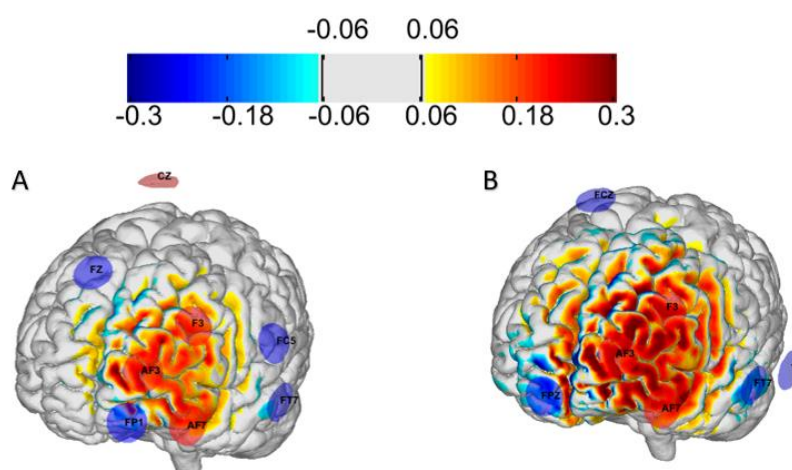 -0.06 0.06
-0.3 -0.18 -0.06 0.06 0.18 0.3
A
CZ
FZ
F3
FC5
AF3
FT7
FP1
AF7
B
FCZ
F3
AF3
FT7
FPZ
AF7